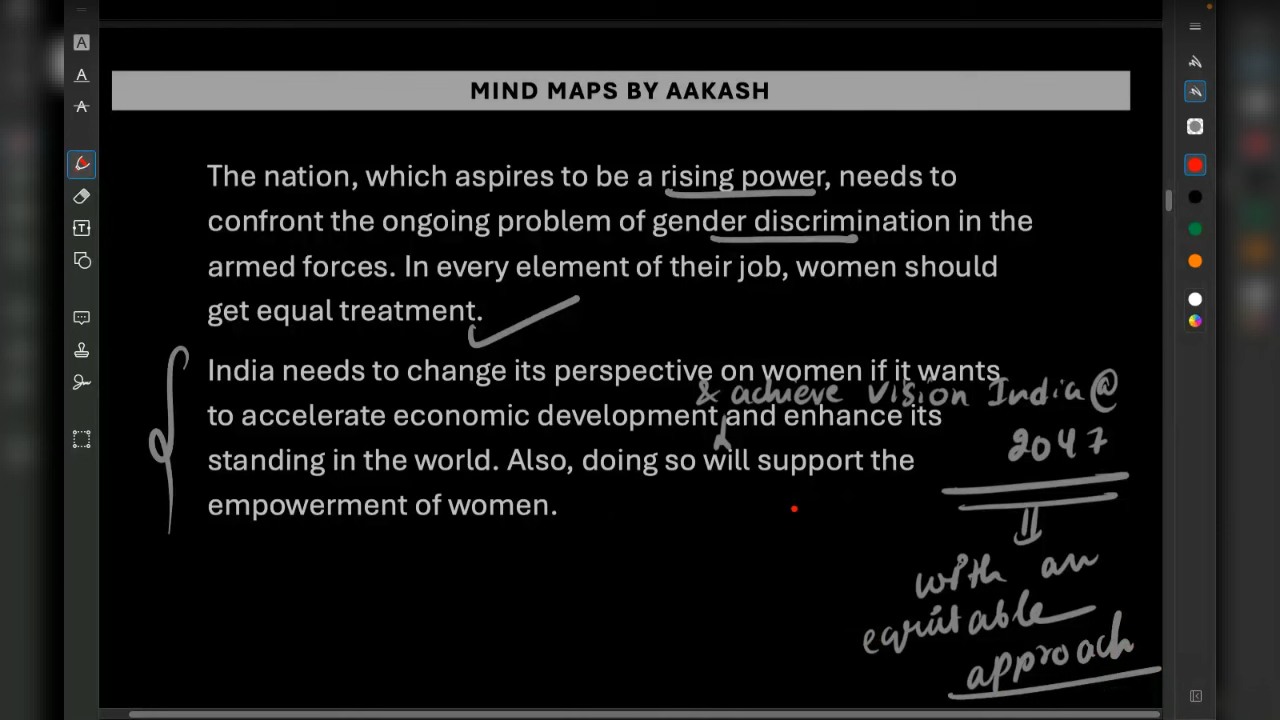 MIND MAPS BY AAKASH
The nation, which aspires to be a rising power, needs to
confront the ongoing problem of gender discrimination in the
armed forces. In every element of their job, women should
get equal treatment.
India needs to change its perspective on women if it wants
& achieve vision India@
to accelerate economic development and enhance its
2047
standing in the world. Also, doing so will support the
empowerment of women.
with an
equitable
approach